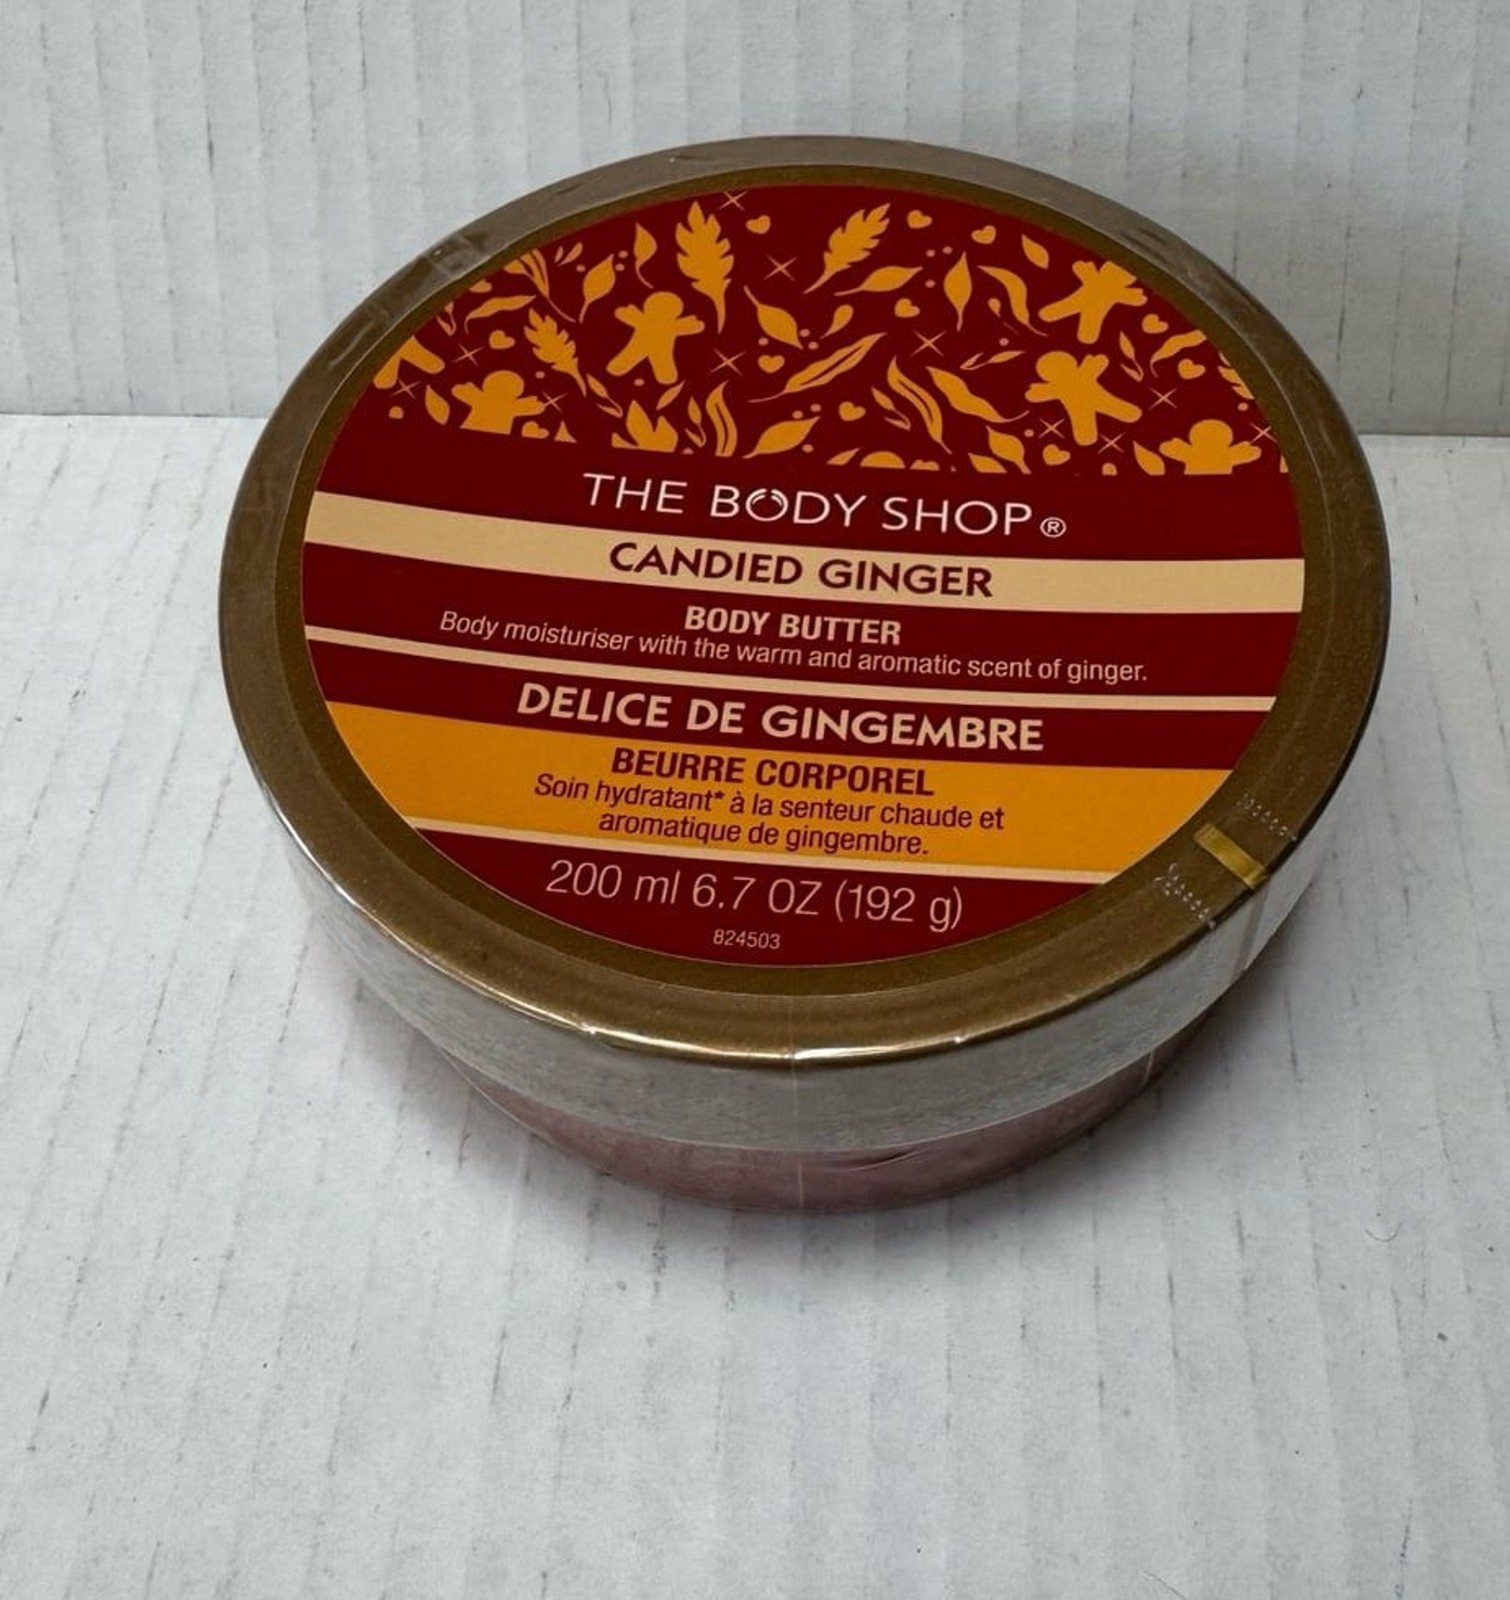 THE BODY SHOP®
CANDIED GINGER
BODY BUTTER
Body moisturiser with the warm and aromatic scent of ginger.
DELICE DE GINGEMBRE
BEURRE CORPOREL
Soin hydratant* à la senteur chaude et
aromatique de gingembre.
200 ml 6.7 OZ (192 g)
824503